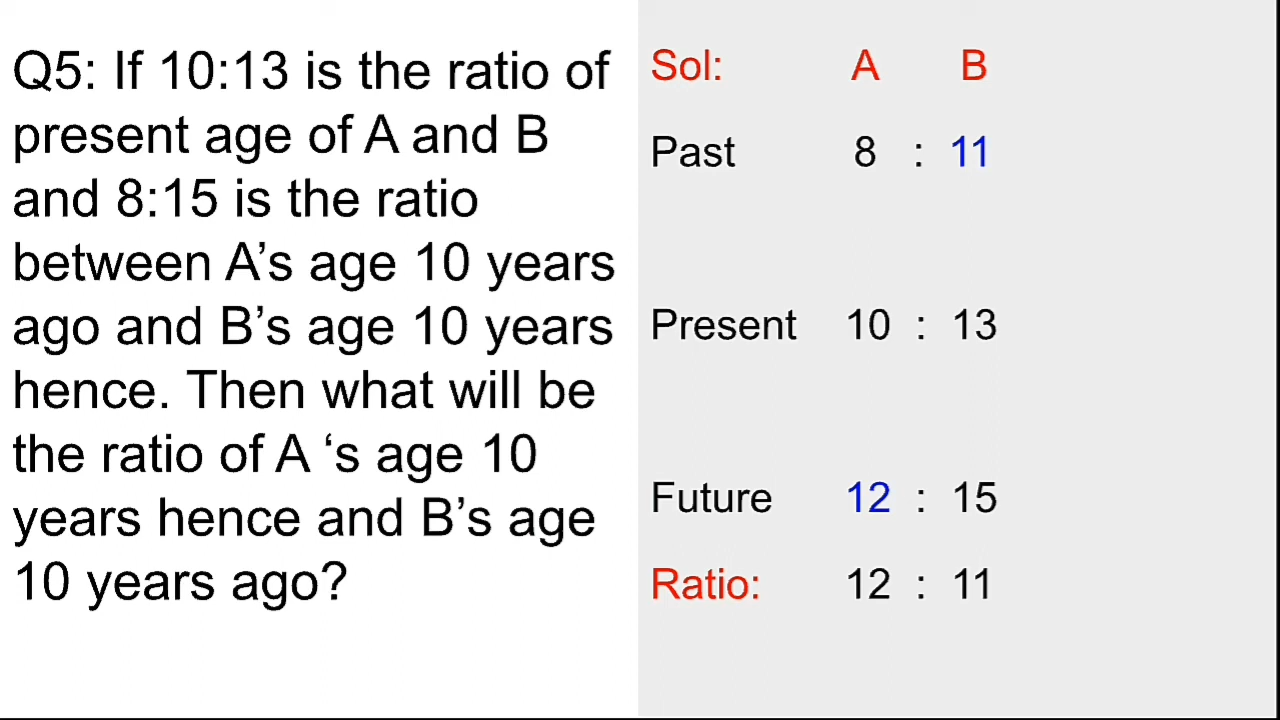 Q5: If 10:13 is the ratio of
present age of A and B
and 8:15 is the ratio
between A’s age 10 years
ago and B’s age 10 years
hence. Then what will be
the ratio of A ‘s age 10
years hence and B’s age
10 years ago?
Sol: A B
Past 8 : 11
Present 10 : 13
Future 12 : 15
Ratio: 12 : 11